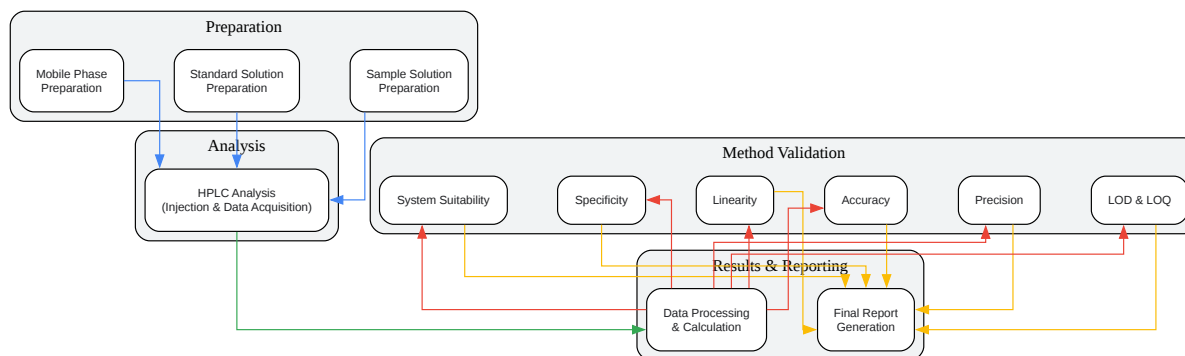 Preparation
Mobile Phase
Preparation
Standard Solution
Preparation
Sample Solution
Preparation
Analysis
HPLC Analysis
(Injection & Data Acquisition)
Method Validation
System Suitability
Specificity
Linearity
Accuracy
Precision
LOD & LOQ
Results & Reporting
Data Processing
& Calculation
Final Report
Generation